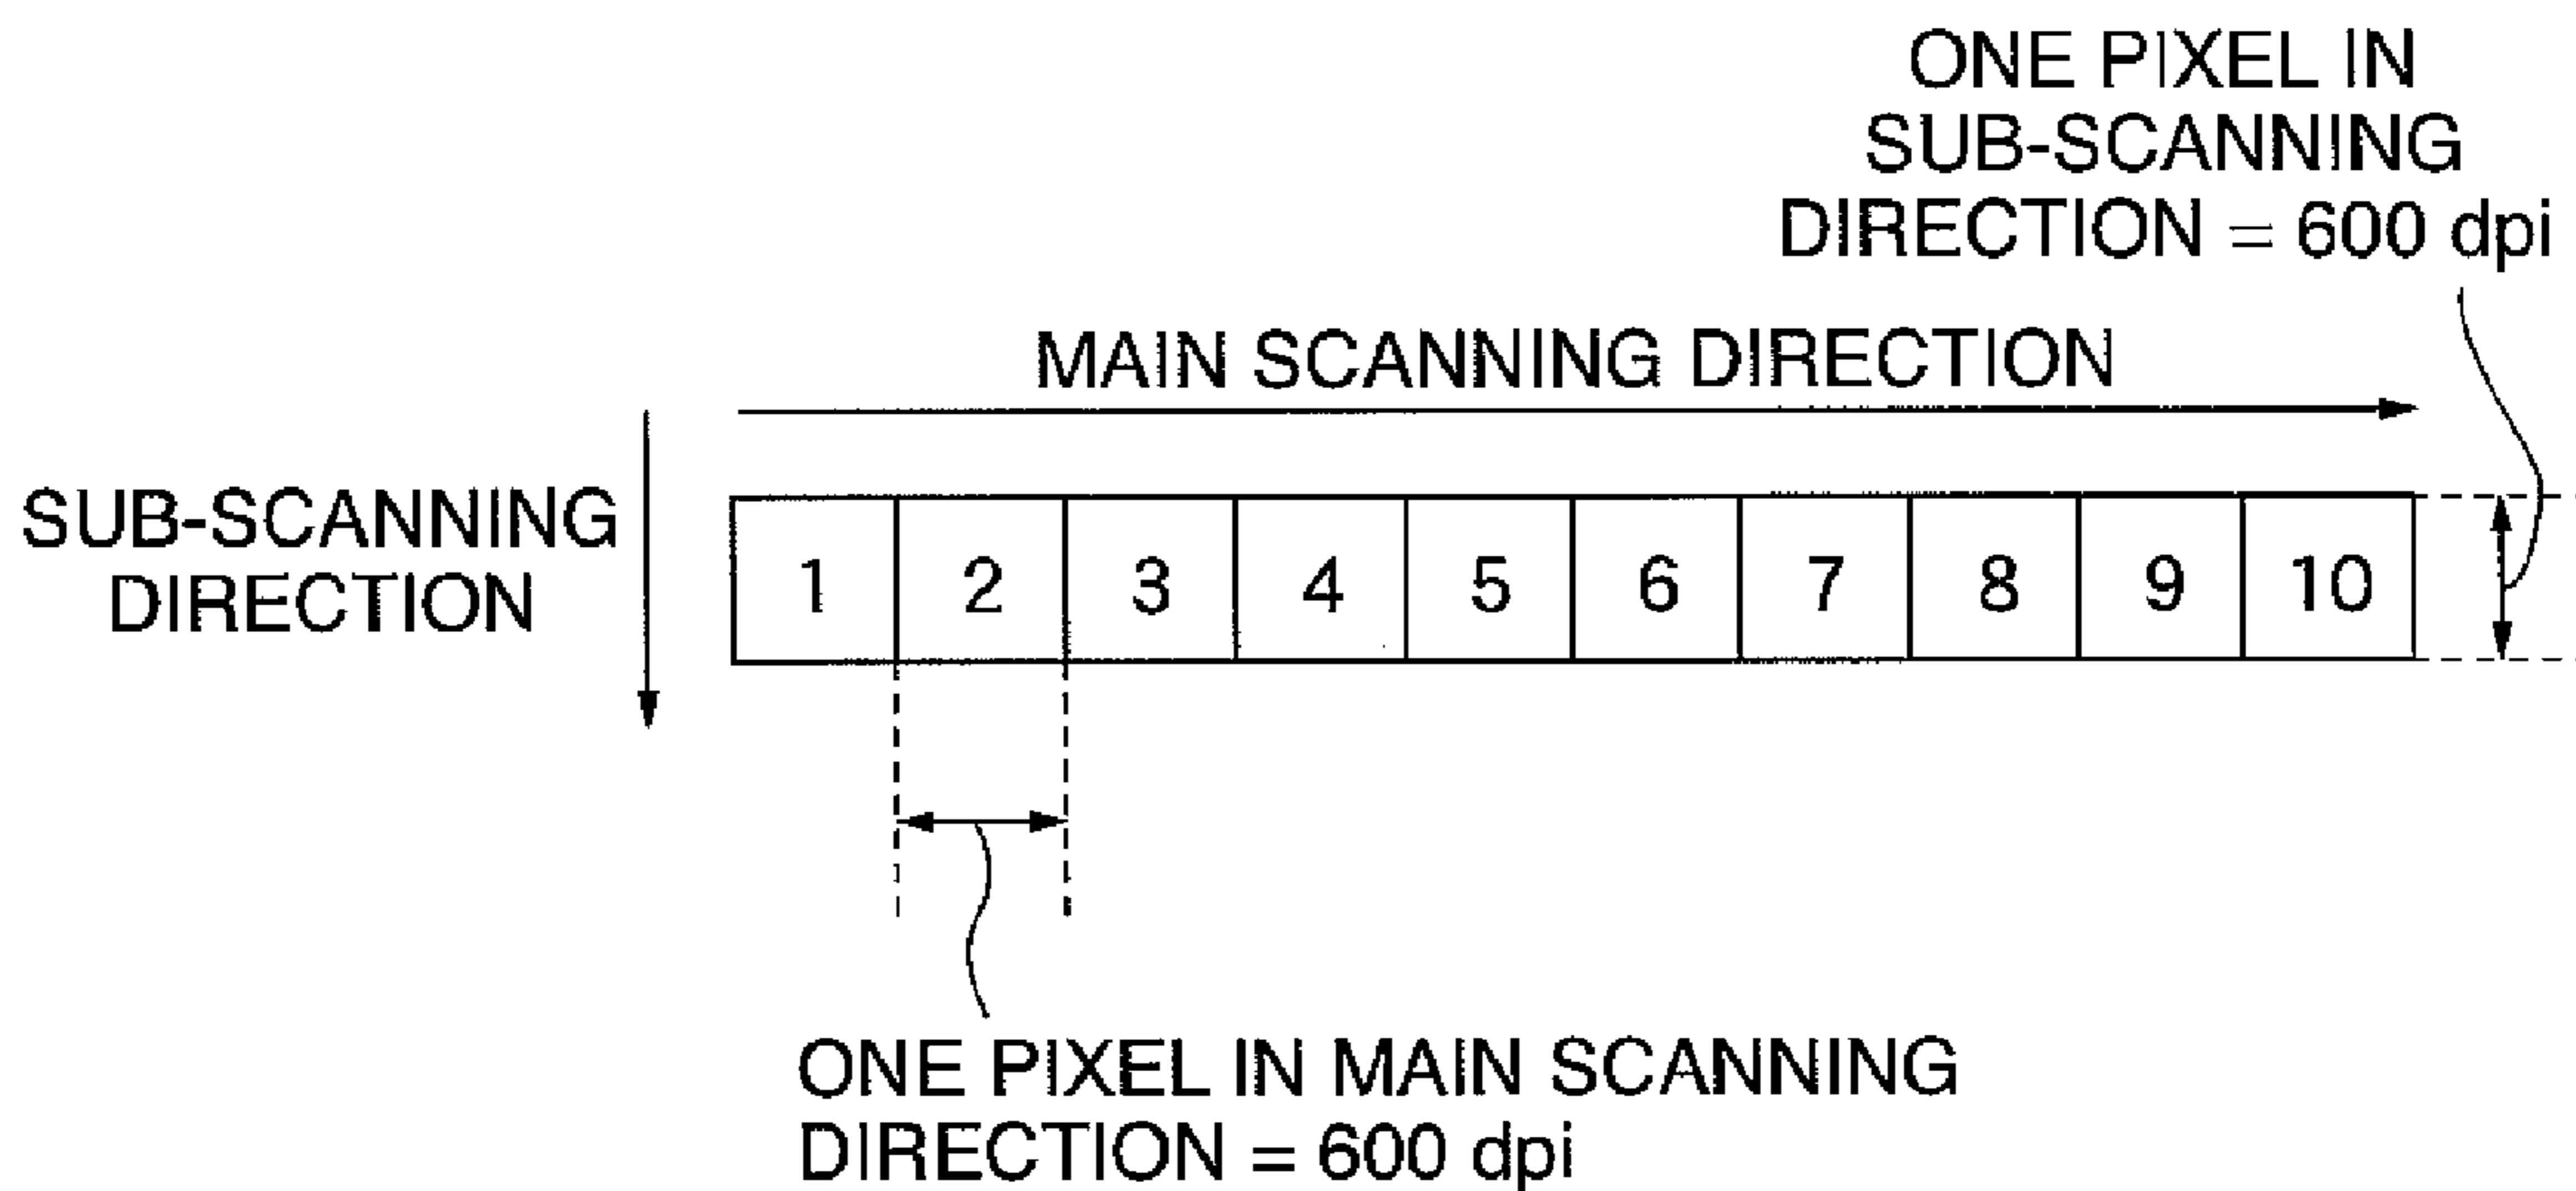 ONE PIXEL IN
SUB-SCANNING
DIRECTION = 600 dpi
MAIN SCANNING DIRECTION
SUB-SCANNING
DIRECTION
1 2 3 4 5 6 7 8 9 10
ONE PIXEL IN MAIN SCANNING
DIRECTION = 600 dpi